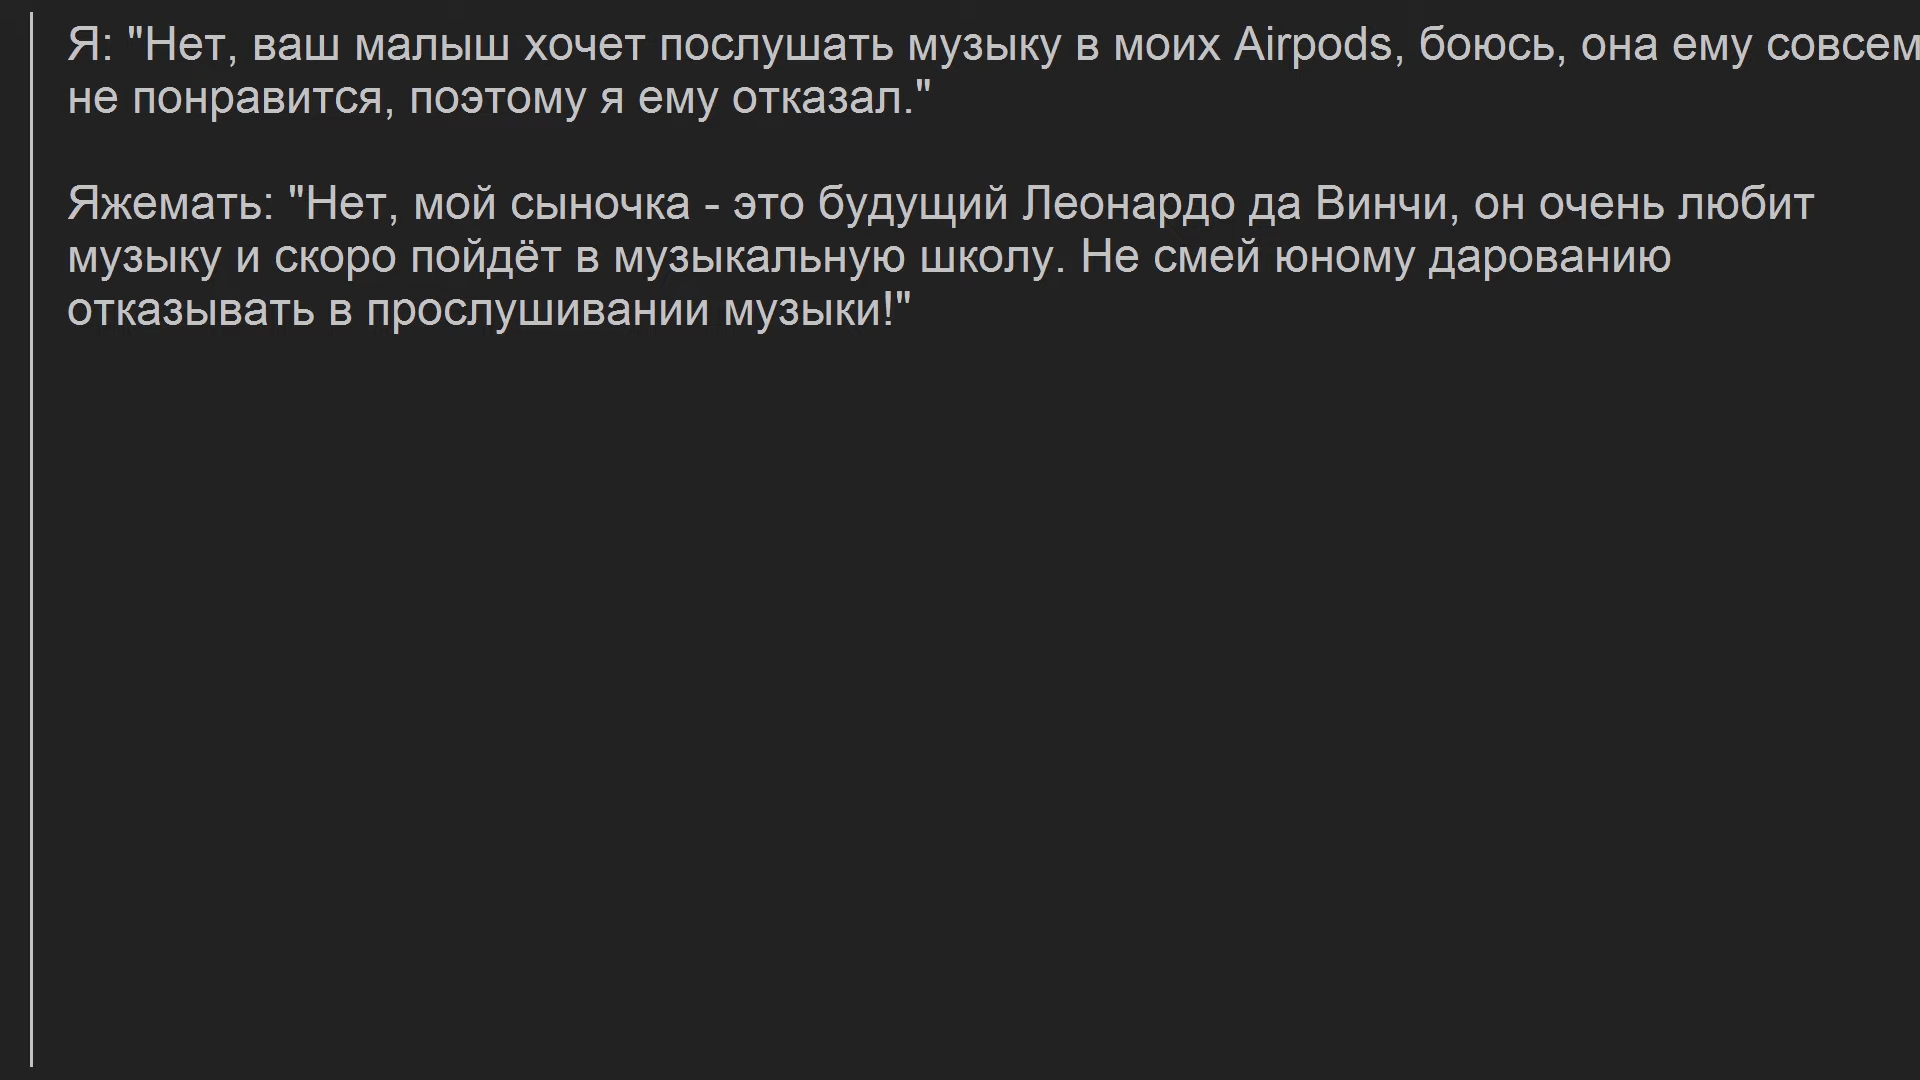 Я: "Нет, ваш малыш хочет послушать музыку в моих Airpods, боюсь, она ему совсем
не понравится, поэтому я ему отказал."
Яжемать: "Нет, мой сыночка - это будущий Леонардо да Винчи, он очень любит
музыку и скоро пойдёт в музыкальную школу. Не смей юному дарованию
отказывать в прослушивании музыки!"